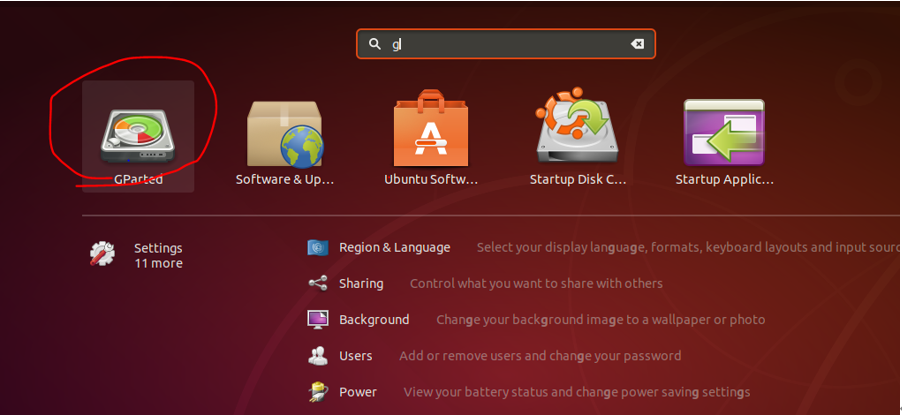 g
GParted
Software & Up...
Ubuntu Softw...
Startup Disk C...
Startup Applic...
Settings
11 more
Region & Language Select your display language, formats, keyboard layouts and input sourc
Sharing Control what you want to share with others
Background Change your background image to a wallpaper or photo
Users Add or remove users and change your password
Power View your battery status and change power saving settings